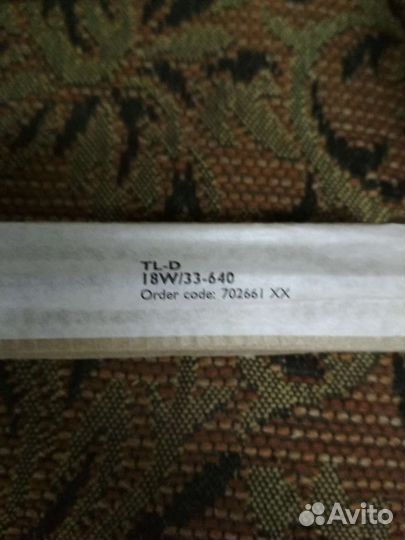 TL-D
18W/33-640
Order code: 702661 XX
Avito